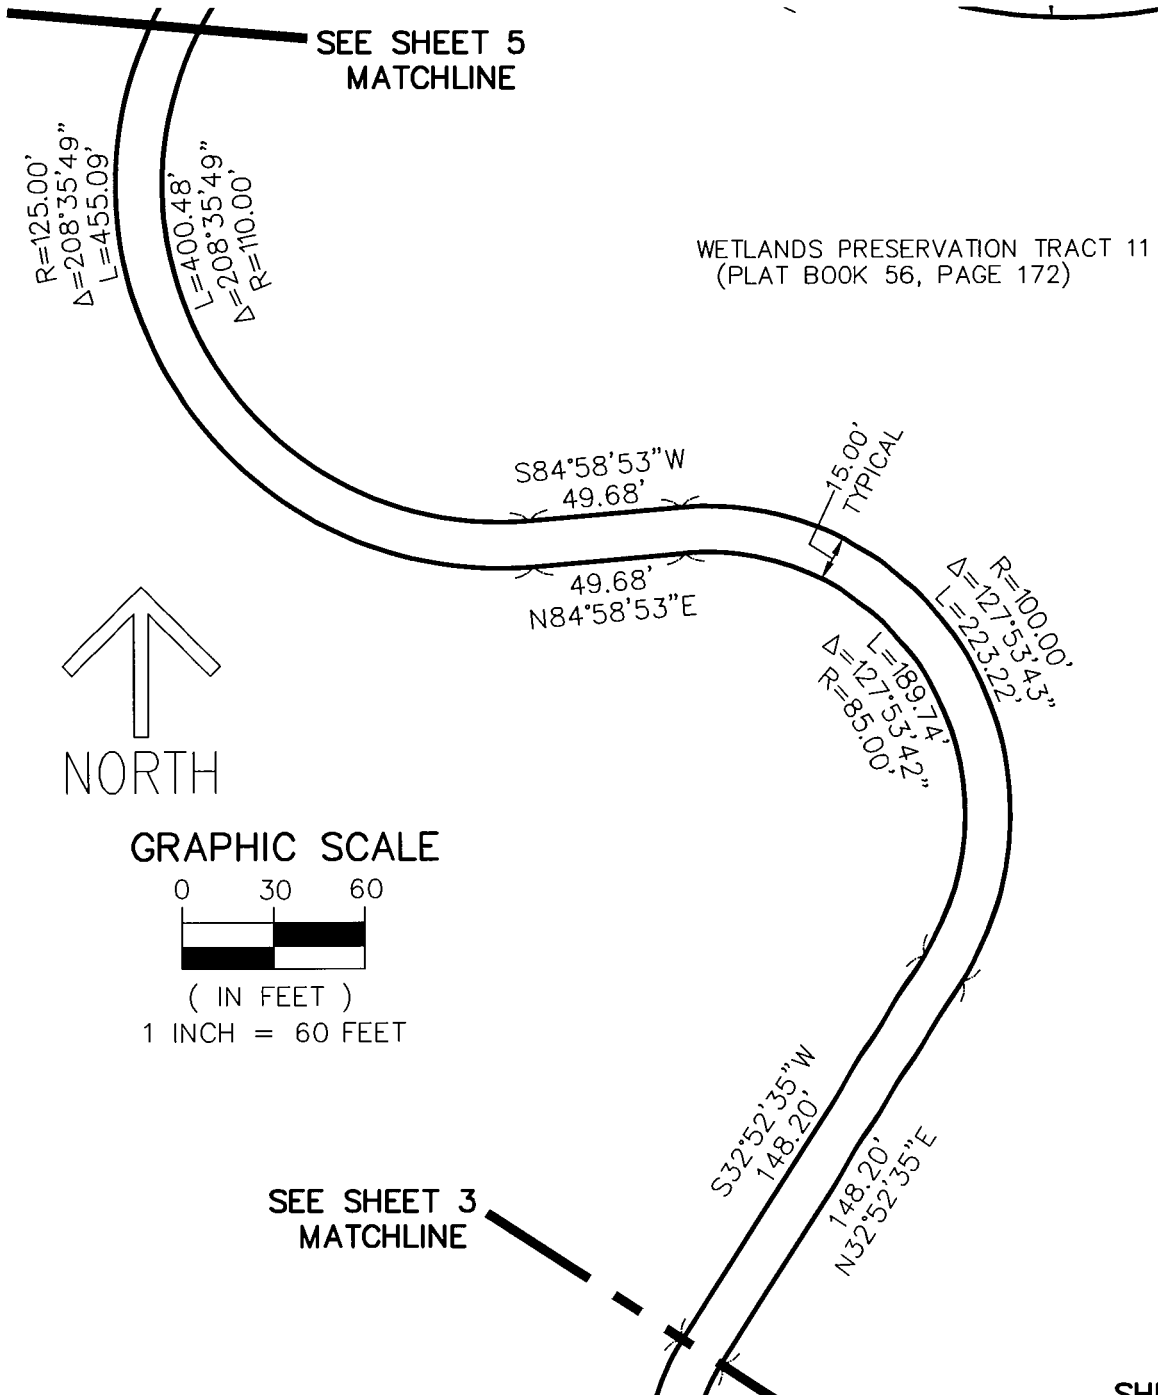 SEE SHEET 5
MATCHLINE
R=125.00'
Δ=208°35'49"
L=455.09'
L=400.48'
Δ=208°35'49"
R=110.00'
WETLANDS PRESERVATION TRACT 11
(PLAT BOOK 56, PAGE 172)
S84°58'53"W
49.68'
15.00'
TYPICAL
49.68'
N84°58'53"E
R=100.00'
Δ=127°53'43"
L=223.22'
L=189.74'
Δ=127°53'42"
R=85.00'
NORTH
GRAPHIC SCALE
0 30 60
( IN FEET )
1 INCH = 60 FEET
S32°52'35"W
148.20'
148.20'
N32°52'35"E
SEE SHEET 3
MATCHLINE